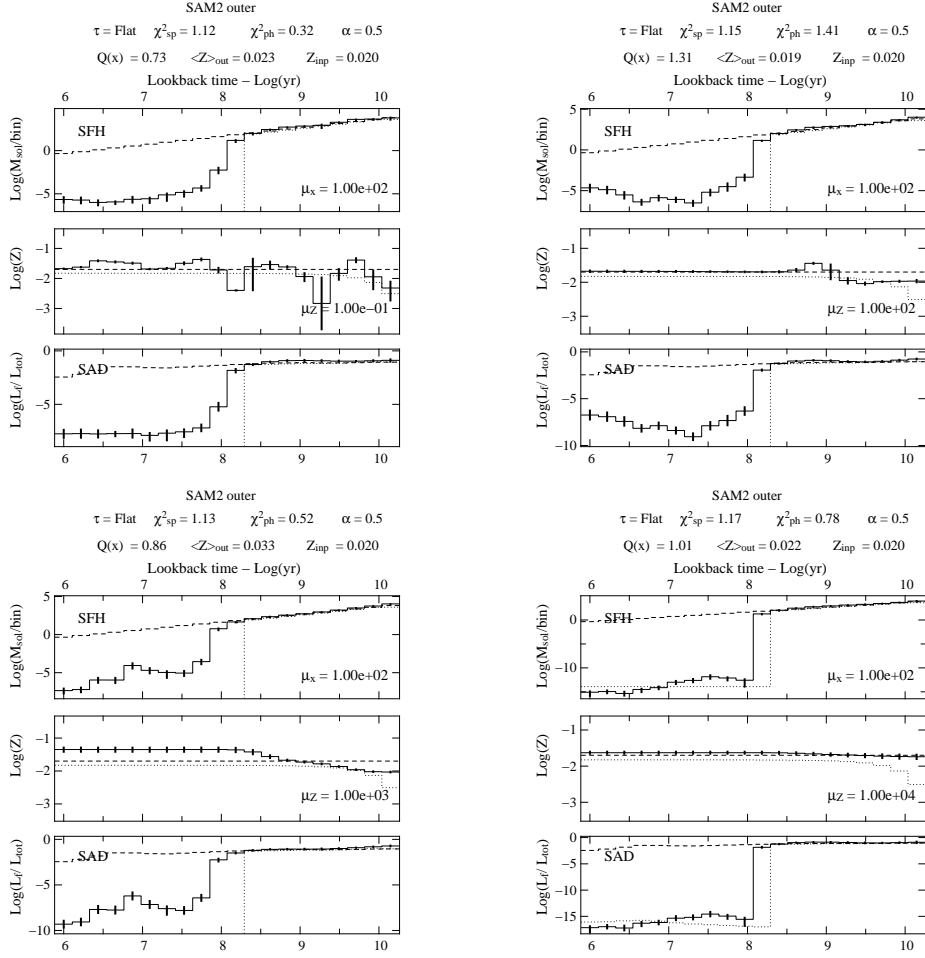 SAM2 outer
τ = Flat χ²sp = 1.12 χ²ph = 0.32 α = 0.5
Q(x) = 0.73 <Z>out = 0.023 Zinp = 0.020
Lookback time – Log(yr)
6 7 8 9 10
5
0
−5
Log(Msol/bin)
SFH
μx = 1.00e+02
−1
−2
−3
Log(Z)
μZ = 1.00e−01
0
−5
Log(Lf/ Ltot)
SAD
6 7 8 9 10
SAM2 outer
τ = Flat χ²sp = 1.15 χ²ph = 1.41 α = 0.5
Q(x) = 1.31 <Z>out = 0.019 Zinp = 0.020
Lookback time – Log(yr)
6 7 8 9 10
5
0
−5
Log(Msol/bin)
SFH
μx = 1.00e+02
−1
−2
−3
Log(Z)
μZ = 1.00e+02
0
−5
−10
Log(Lf/ Ltot)
SAD
6 7 8 9 10
SAM2 outer
τ = Flat χ²sp = 1.13 χ²ph = 0.52 α = 0.5
Q(x) = 0.86 <Z>out = 0.033 Zinp = 0.020
Lookback time – Log(yr)
6 7 8 9 10
5
0
−5
Log(Msol/bin)
SFH
μx = 1.00e+02
−1
−2
−3
Log(Z)
μZ = 1.00e+03
0
−5
−10
Log(Lf/ Ltot)
SAD
6 7 8 9 10
SAM2 outer
τ = Flat χ²sp = 1.17 χ²ph = 0.78 α = 0.5
Q(x) = 1.01 <Z>out = 0.022 Zinp = 0.020
Lookback time – Log(yr)
6 7 8 9 10
5
0
−10
−15
Log(Msol/bin)
SFH
μx = 1.00e+02
−1
−2
−3
Log(Z)
μZ = 1.00e+04
0
−5
−10
−15
Log(Lf/ Ltot)
SAD
6 7 8 9 10